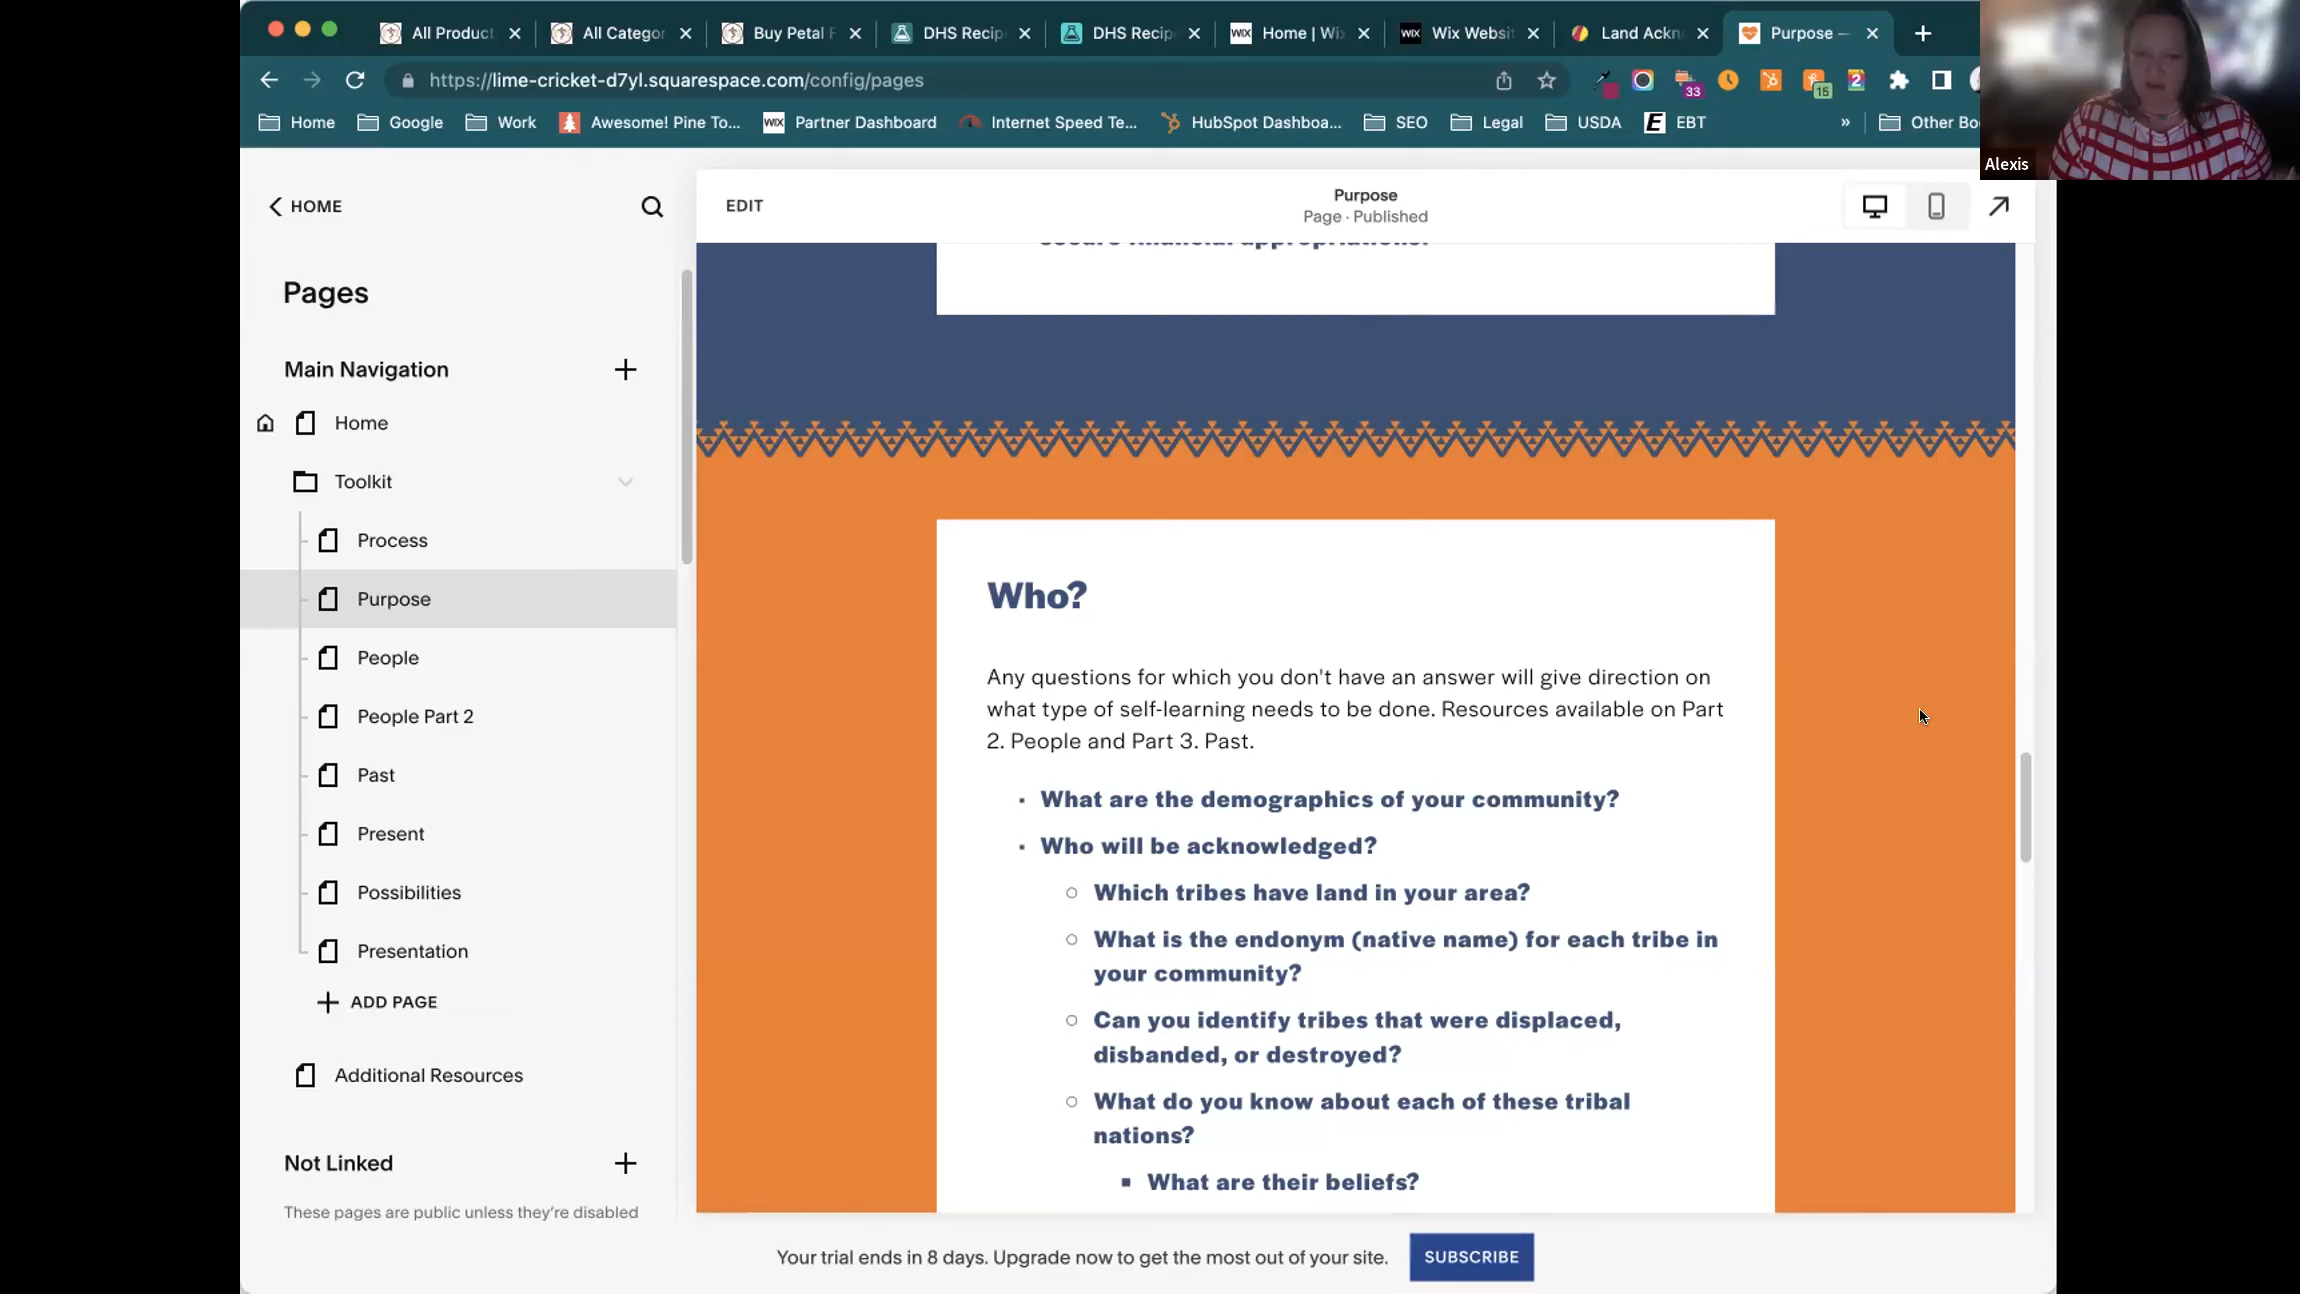 All Product
All Categor
Buy Petal F
DHS Recip
DHS Recip
WIX Home | Wi
WIX Wix Websit
Land Ackn
Purpose —
https://lime-cricket-d7yl.squarespace.com/config/pages
33
15
2
Home
Google
Work
Awesome! Pine To...
WIX Partner Dashboard
Internet Speed Te...
HubSpot Dashboa...
SEO
Legal
USDA
E EBT
»
Other Bo
Alexis
HOME
Pages
Main Navigation
Home
Toolkit
Process
Purpose
People
People Part 2
Past
Present
Possibilities
Presentation
ADD PAGE
Additional Resources
Not Linked
These pages are public unless they're disabled
EDIT
Purpose
Page · Published
secure financial appropriations.
Who?
Any questions for which you don't have an answer will give direction on
what type of self-learning needs to be done. Resources available on Part
2. People and Part 3. Past.
What are the demographics of your community?
Who will be acknowledged?
Which tribes have land in your area?
What is the endonym (native name) for each tribe in
your community?
Can you identify tribes that were displaced,
disbanded, or destroyed?
What do you know about each of these tribal
nations?
What are their beliefs?
Your trial ends in 8 days. Upgrade now to get the most out of your site.
SUBSCRIBE